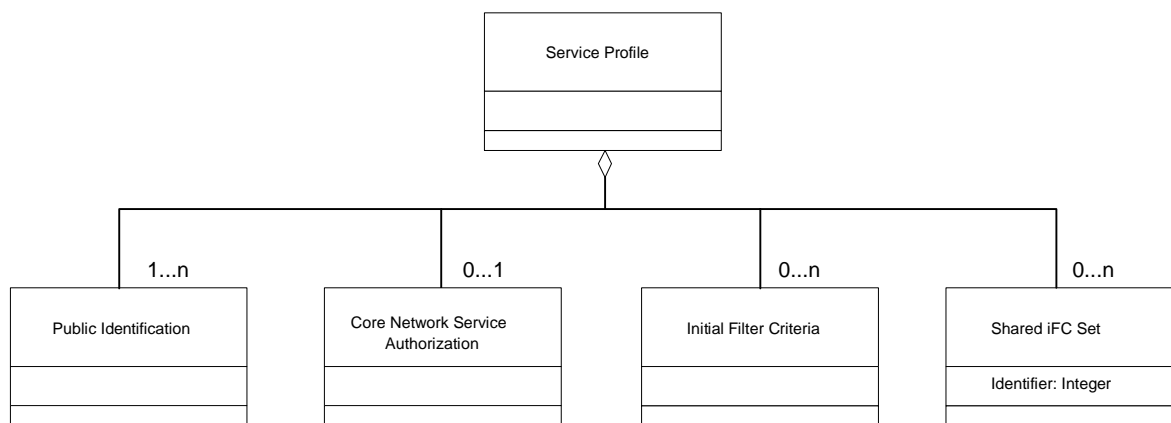 Service Profile
1...n
0...1
0...n
0...n
Public Identification
Core Network Service
Authorization
Initial Filter Criteria
Shared iFC Set
Identifier: Integer